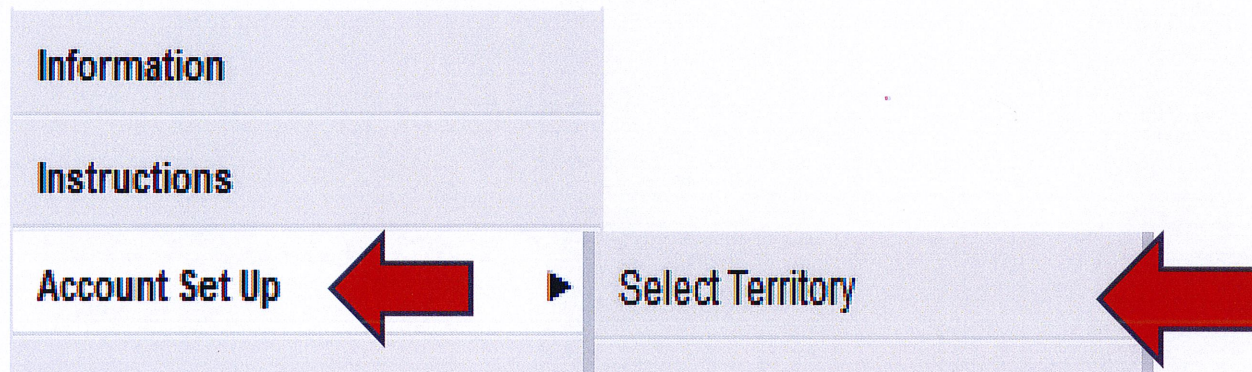 Information
Instructions
Account Set Up
Select Territory